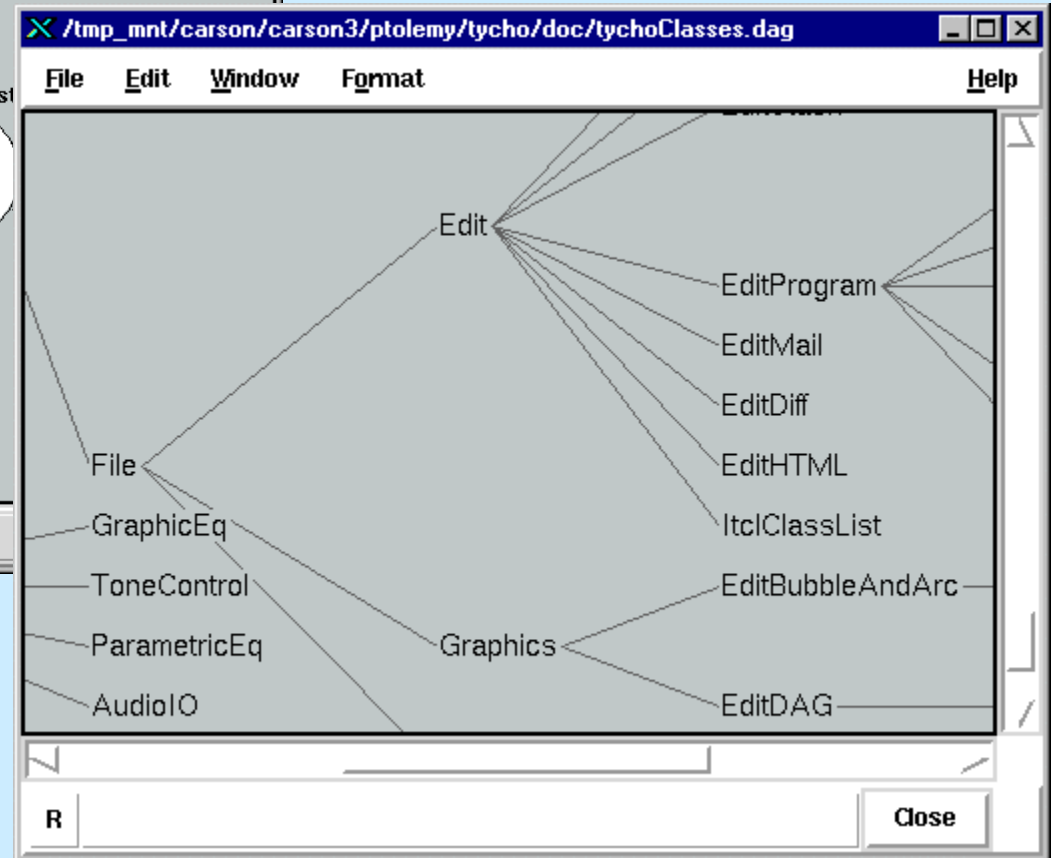 /tmp_mnt/carson/carson3/ptolemy/tycho/doc/tychoClasses.dag
File Edit Window Format Help
Edit
EditProgram
EditMail
EditDiff
File
EditHTML
GraphicEq
ItclClassList
ToneControl
EditBubbleAndArc
ParametricEq
Graphics
AudioIO
EditDAG
R
Close